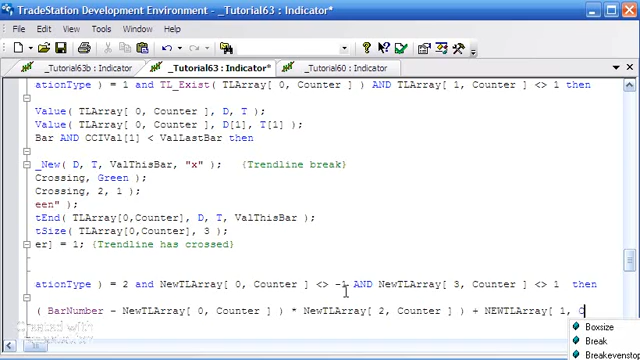 TradeStation Development Environment - _Tutorial63 : Indicator*
File Edit View Tools Window Help
_Tutorial63b : Indicator _Tutorial63 : Indicator* _Tutorial60 : Indicator
ationType ) = 1 and TL_Exist( TLArray[ 0, Counter ] ) AND TLArray[ 1, Counter ] <> 1 then
Value( TLArray[ 0, Counter ], D, T );
Value( TLArray[ 0, Counter ], D[1], T[1] );
Bar AND CCIVal[1] < ValLastBar then
_New( D, T, ValThisBar, "x" ); {Trendline break}
Crossing, Green );
Crossing, 2, 1 );
een" );
tEnd( TLArray[0,Counter], D, T, ValThisBar );
tSize( TLArray[0,Counter], 3 );
er] = 1; {Trendline has crossed}
ationType ) = 2 and NewTLArray[ 0, Counter ] <> -1 AND NewTLArray[ 3, Counter ] <> 1 then
( BarNumber - NewTLArray[ 0, Counter ] ) * NewTLArray[ 2, Counter ] ) + NEWTLArray[ 1, C
Created with
Boxsize
Break
Breakevenstop